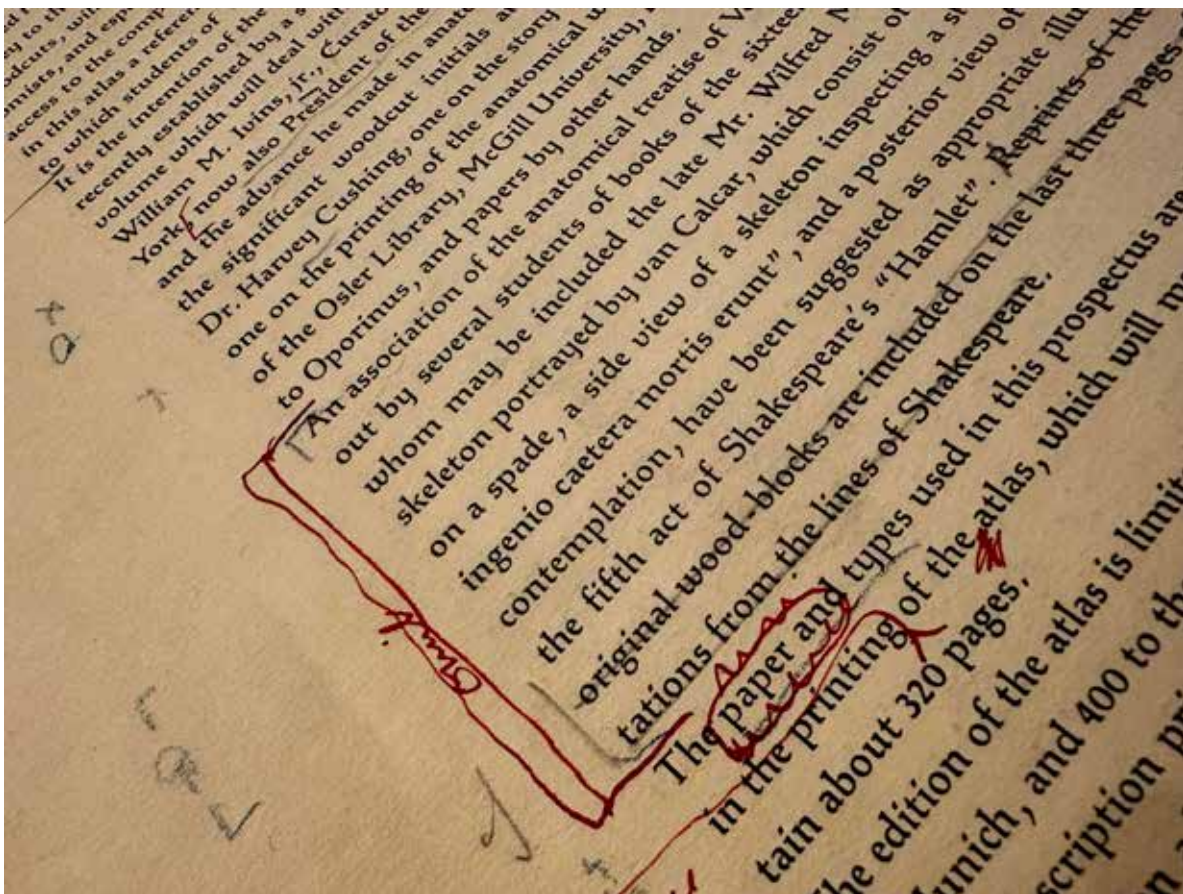 access to the comp
in this atlas a referen
to which students of
It is the intention of the
recently established by a s
volume which will deal with
William M. Ivins, jr., Curato
York, now also President of the
and the advance he made in anato
the significant woodcut initials
Dr. Harvey Cushing, one on the story
one on the printing of the anatomical w
of the Osler Library, McGill University,
to Oporinus, and papers by other hands.
An association of the anatomical treatise of V
out by several students of books of the sixteen
whom may be included the late Mr. Wilfred M
skeleton portrayed by van Calcar, which consist of
on a spade, a side view of a skeleton inspecting a s
ingenio caetera mortis erunt", and a posterior view of
contemplation, have been suggested as appropriate illu
the fifth act of Shakespeare's "Hamlet". Reprints of the
original wood-blocks are included on the last three pages
tations from the lines of Shakespeare.
The paper and types used in this prospectus are
in the printing of the atlas, which will
tain about 320 pages.
he edition of the atlas is limit
unich, and 400 to the
cription pri
Omit